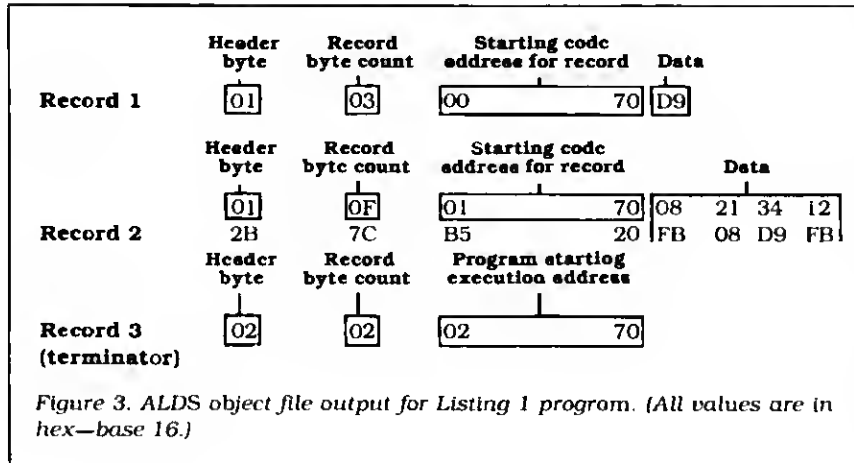 Header Record Starting code
byte byte count address for record Data
Record 1 01 03 00 70 D9
Header Record Starting code
byte byte count address for record Data
01 0F 01 70 08 21 34 12
Record 2 2B 7C B5 20 FB 08 D9 FB
Header Record Program starting
byte byte count execution address
Record 3 02 02 02 70
(terminator)
Figure 3. ALDS object file output for Listing 1 program. (All values are in
hex—base 16.)